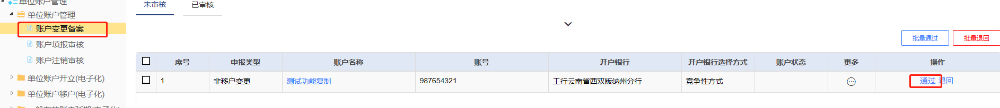 单位账户管理
单位账户管理
账户变更备案
账户填报审核
账户注销审核
单位账户开立(电子化)
单位账户移户(电子化)
未审核 已审核
批量通过 批量退回
序号 申报类型 账户名称 账号 开户银行 开户银行选择方式 账户状态 更多 操作
1 非移户变更 测试功能复制 987654321 工行云南省西双版纳州分行 竞争性方式 通过 退回